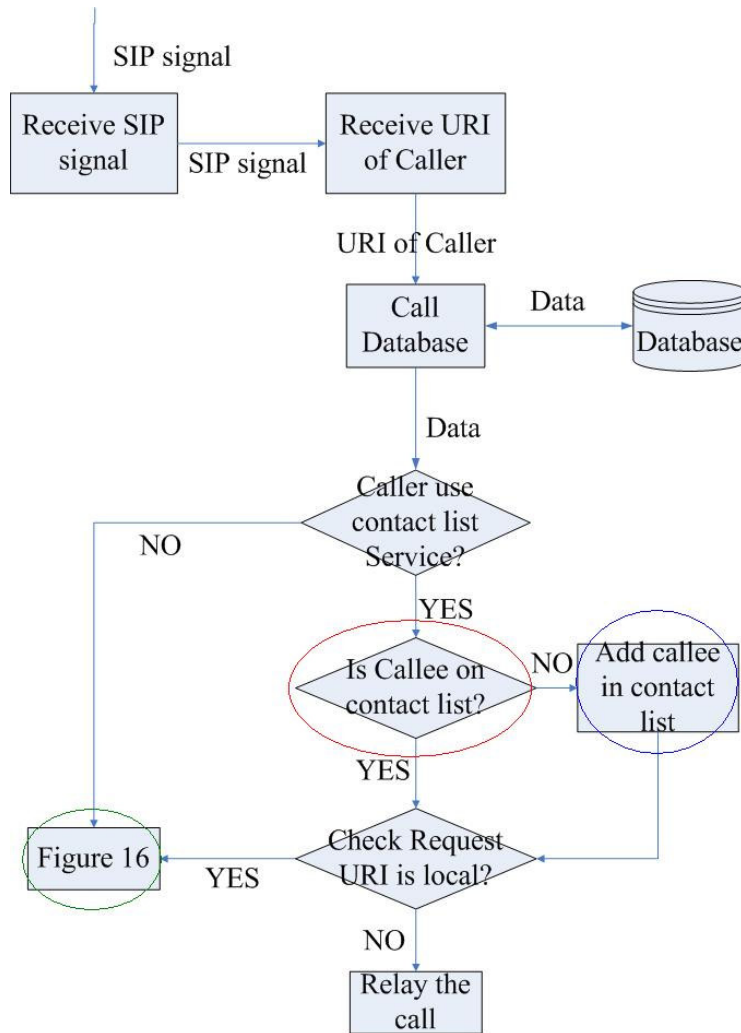 SIP signal
Receive SIP
signal
SIP signal
Receive URI
of Caller
URI of Caller
Call
Database
Data
Database
Data
Caller use
contact list
Service?
NO
YES
Is Callee on
contact list?
NO
Add callee
in contact
list
YES
Check Request
URI is local?
YES
Figure 16
NO
Relay the
call